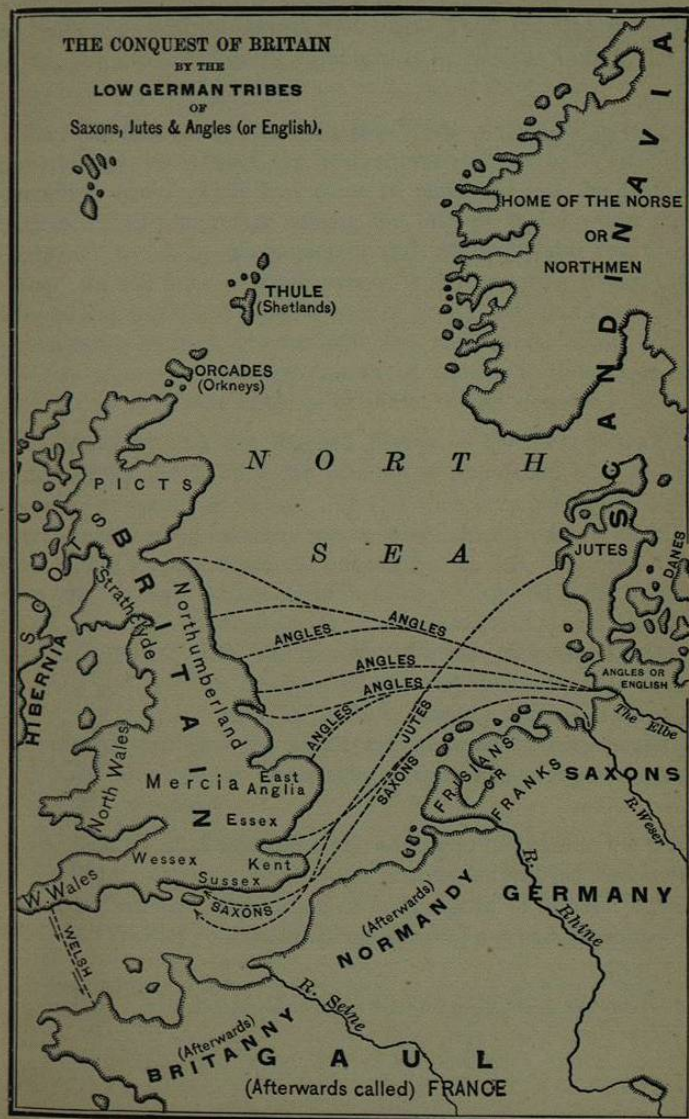 THE CONQUEST OF BRITAIN
BY THE
LOW GERMAN TRIBES
OF
Saxons, Jutes & Angles (or English).
SCANDINAVIA
HOME OF THE NORSE
OR
NORTHMEN
THULE
(Shetlands)
ORCADES
(Orkneys)
NORTH
SEA
PICTS
SCOTS
BRITAIN
Strathclyde
Northumberland
HIBERNIA
North Wales
Mercia
East
Anglia
Essex
Wessex
Kent
Sussex
W. Wales
WELSH
JUTES
DANES
ANGLES
ANGLES
ANGLES
ANGLES
ANGLES
JUTES
SAXONS
SAXONS
ANGLES OR
ENGLISH
The Elbe
SAXONS
R. Weser
FRISIANS
OR
FRANKS
GERMANY
R. Rhine
(Afterwards)
NORMANDY
R. Seine
(Afterwards)
BRITANNY
GAUL
(Afterwards called) FRANCE